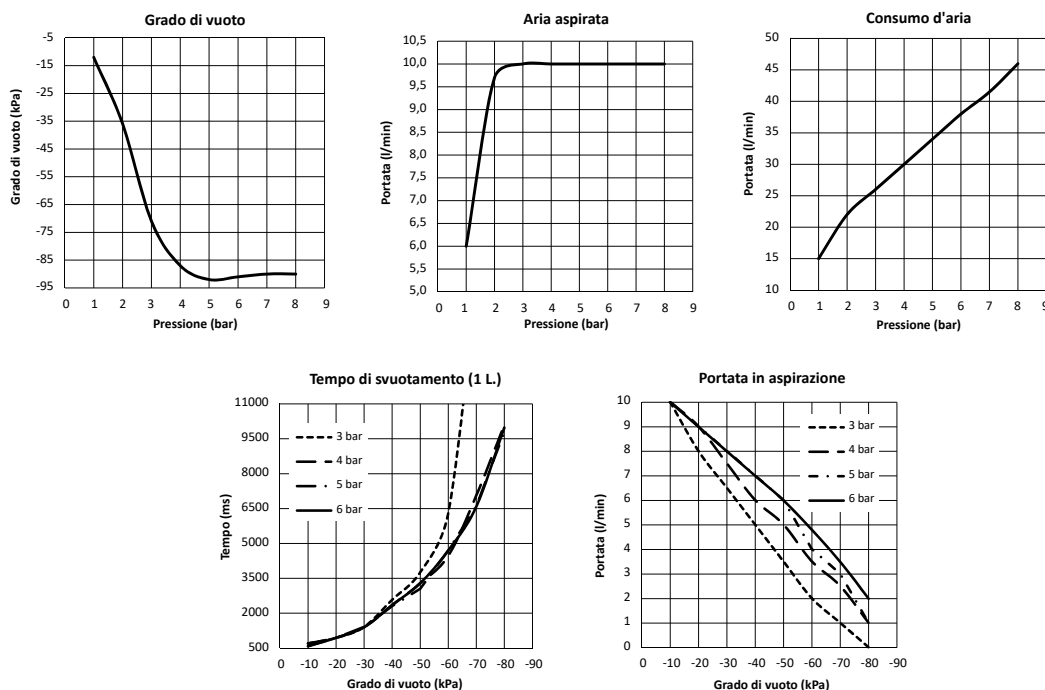 Grado di vuoto
-5
-15
-25
-35
-45
-55
-65
-75
-85
-95
Grado di vuoto (kPa)
0 1 2 3 4 5 6 7 8 9
Pressione (bar)
Aria aspirata
10,5
10,0
9,5
9,0
8,5
8,0
7,5
7,0
6,5
6,0
5,5
5,0
Portata (l/min)
0 1 2 3 4 5 6 7 8 9
Pressione (bar)
Consumo d'aria
50
45
40
35
30
25
20
15
10
Portata (l/min)
0 1 2 3 4 5 6 7 8 9
Pressione (bar)
Tempo di svuotamento (1 L.)
11000
9500
8000
6500
5000
3500
2000
500
Tempo (ms)
3 bar
4 bar
5 bar
6 bar
0 -10 -20 -30 -40 -50 -60 -70 -80 -90
Grado di vuoto (kPa)
Portata in aspirazione
10
9
8
7
6
5
4
3
2
1
0
Portata (l/min)
3 bar
4 bar
5 bar
6 bar
0 -10 -20 -30 -40 -50 -60 -70 -80 -90
Grado di vuoto (kPa)